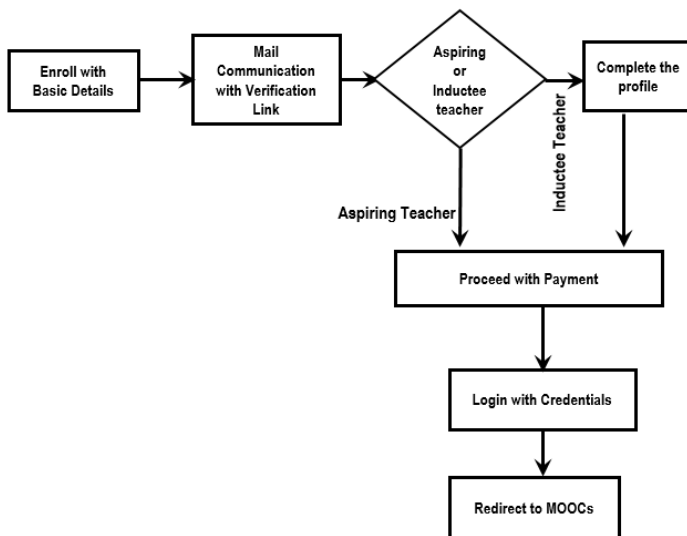 Enroll with
Basic Details
Mail
Communication
with Verification
Link
Aspiring
or
Inductee
teacher
Complete the
profile
Inductee Teacher
Aspiring Teacher
Proceed with Payment
Login with Credentials
Redirect to MOOCs